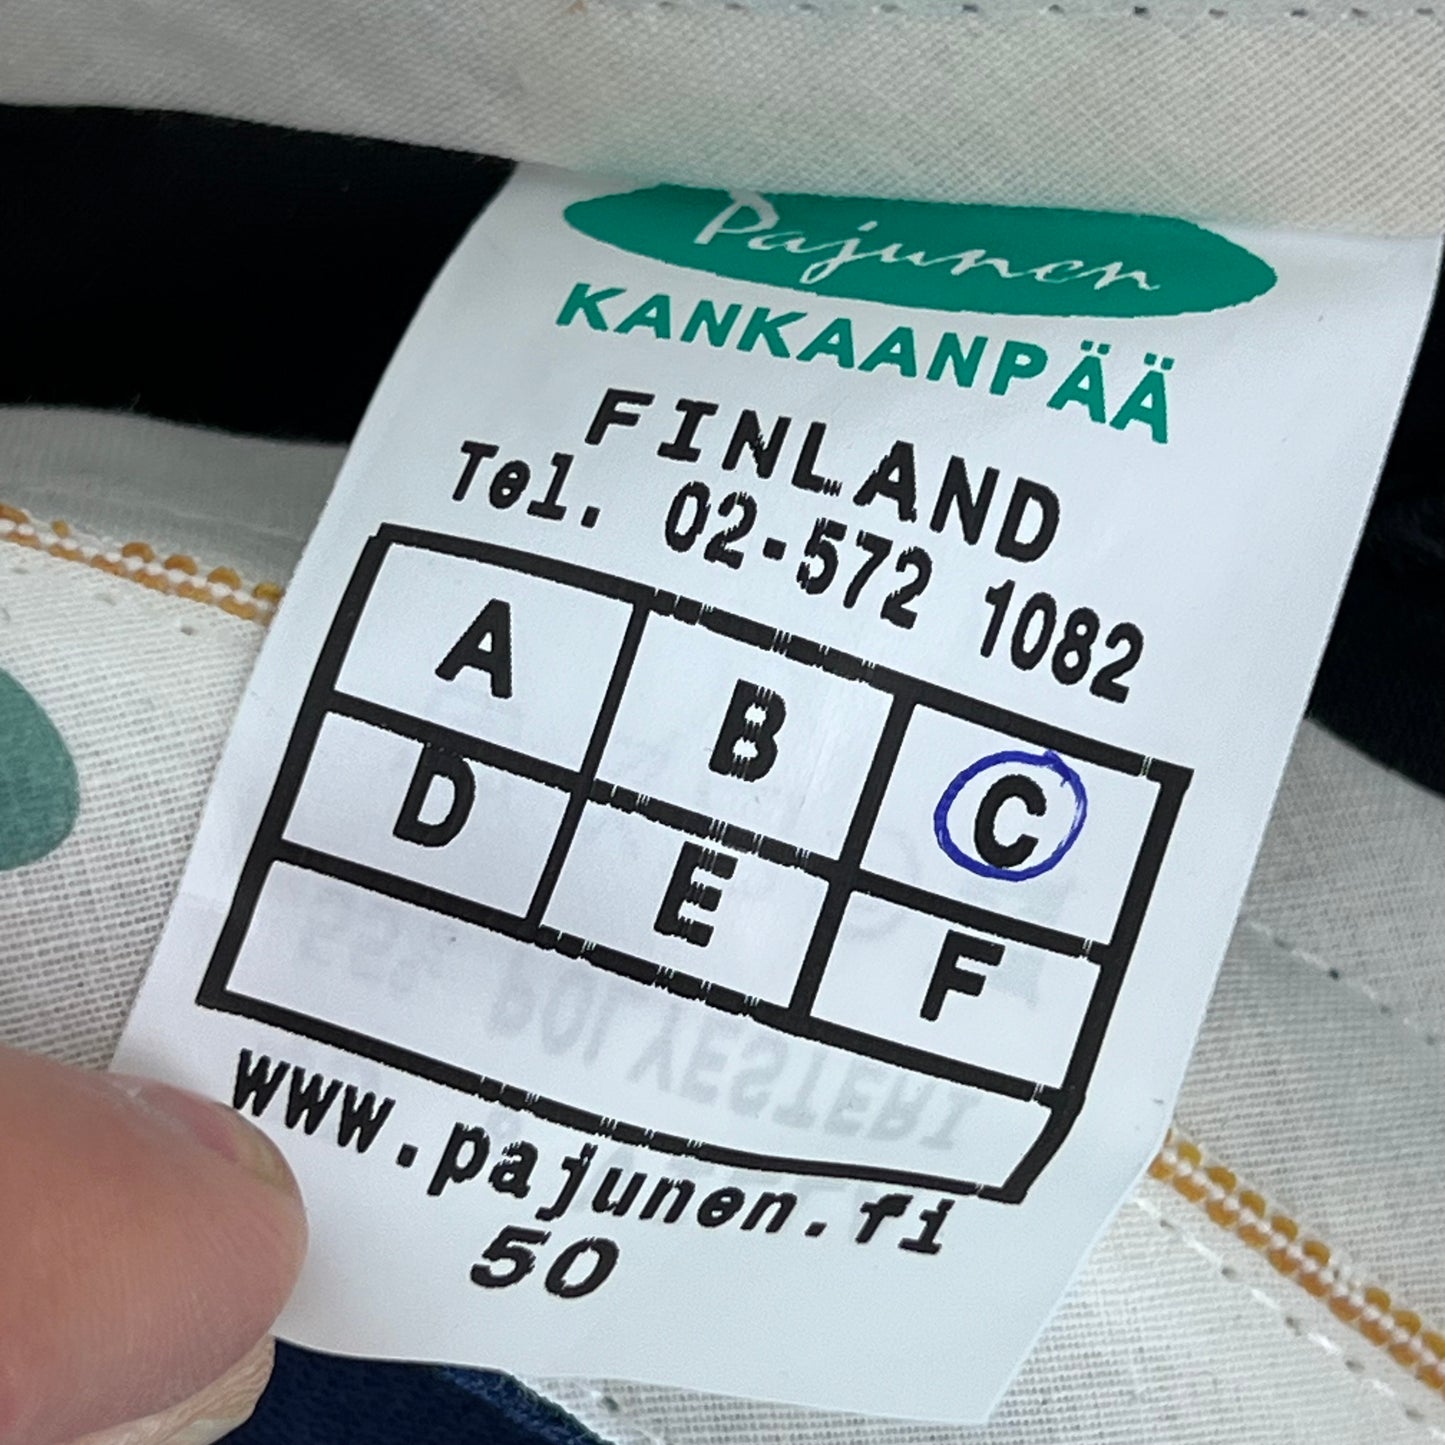 Pajunen
KANKAANPÄÄ
FINLAND
Tel. 02-572 1082
A B C
D E F
www.pajunen.fi
50